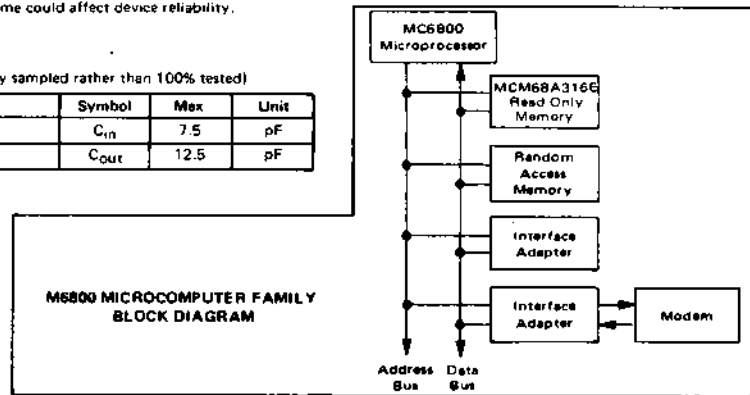 me could affect device reliability.
y sampled rather than 100% tested)
Symbol Max Unit
Cin 7.5 pF
Cout 12.5 pF
MC6800
Microprocessor
MCM68A316E
Read Only
Memory
Random
Access
Memory
Interface
Adapter
Interface
Adapter
Modem
M6800 MICROCOMPUTER FAMILY
BLOCK DIAGRAM
Address
Bus
Data
Bus